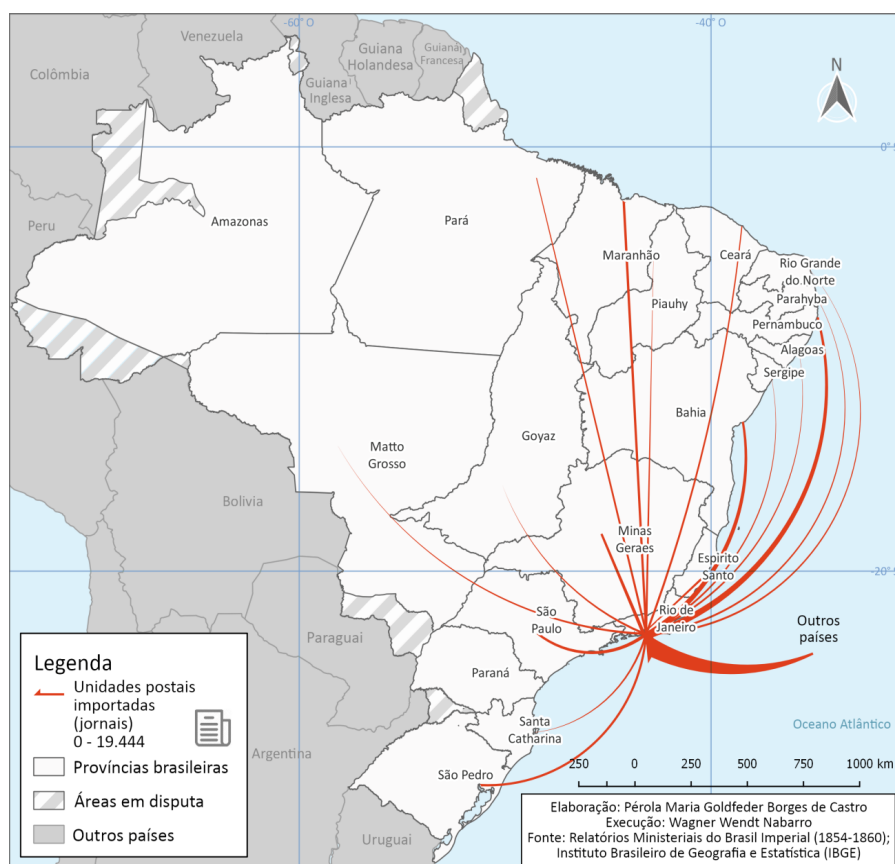 -60° O
-40° O
Venezuela
Colômbia
Guiana
Holandesa
Guiana
Francesa
Guiana
Inglesa
N
0° S
Amazonas
Pará
Peru
Maranhão
Ceará
Rio Grande
do Norte
Parahyba
Piauhy
Pernambuco
Alagoas
Sergipe
Bahia
Matto
Grosso
Goyaz
Bolivia
Minas
Geraes
Espirito
Santo
-20° S
São
Paulo
Rio de
Janeiro
Outros
países
Paraguai
Paraná
Santa
Catharina
Oceano Atlântico
Argentina
São Pedro
Uruguai
Legenda
Unidades postais
importadas
(jornais)
0 - 19.444
Províncias brasileiras
Áreas em disputa
Outros países
250 0 250 500 750 1000 km
Elaboração: Pérola Maria Goldfeder Borges de Castro
Execução: Wagner Wendt Nabarro
Fonte: Relatórios Ministeriais do Brasil Imperial (1854-1860);
Instituto Brasileiro de Geografia e Estatística (IBGE)